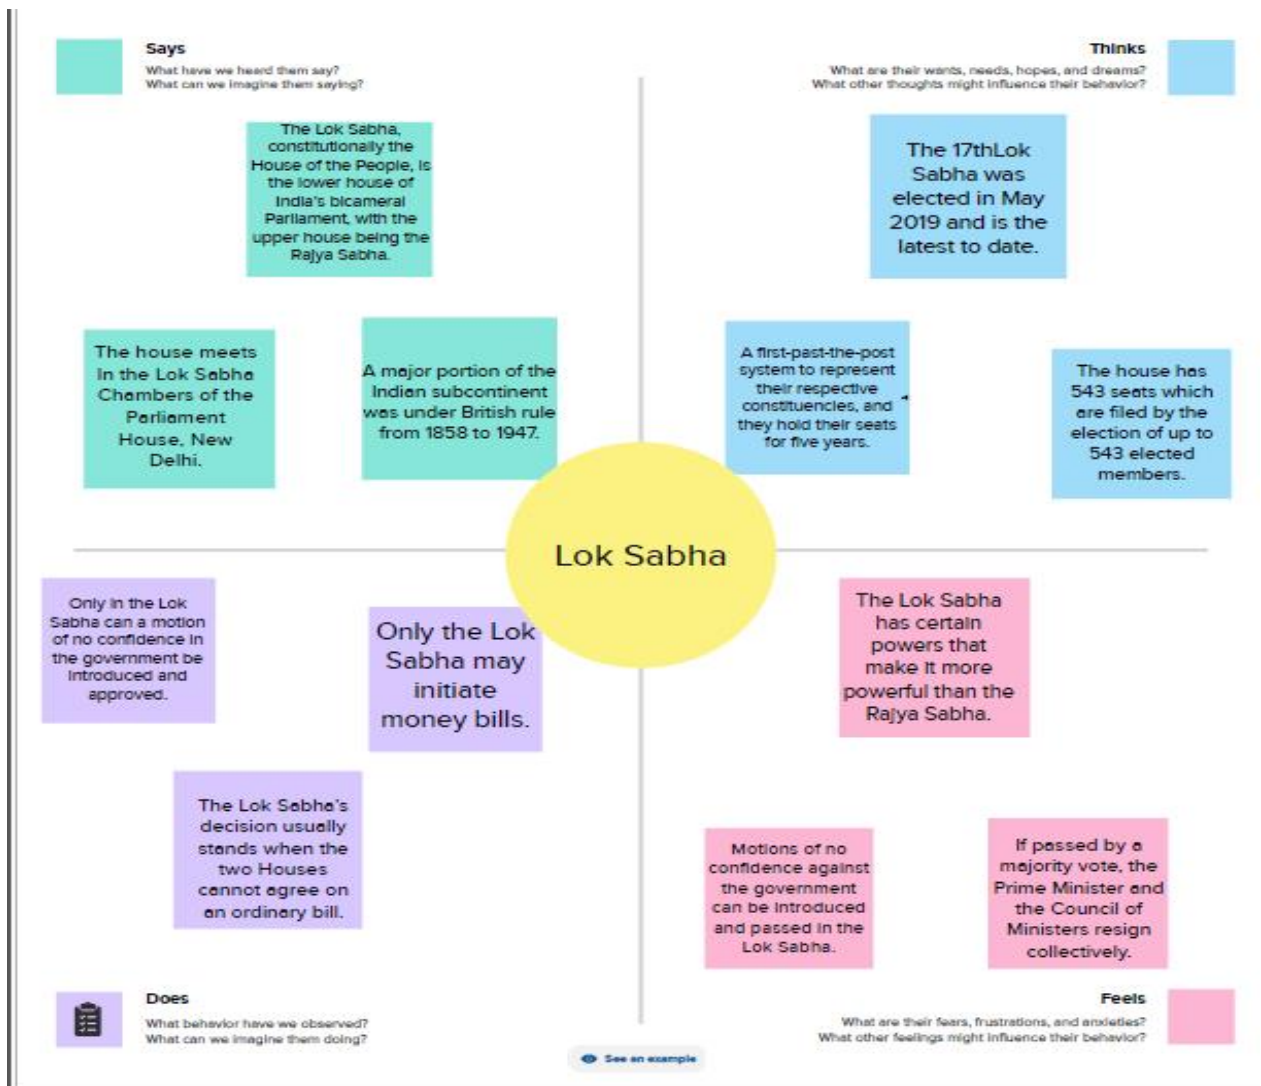 Says
What have we heard them say?
What can we imagine them saying?
The Lok Sabha,
constitutionally the
House of the People, is
the lower house of
India's bicameral
Parliament, with the
upper house being the
Rajya Sabha.
The house meets
in the Lok Sabha
Chambers of the
Parliament
House, New
Delhi.
A major portion of the
Indian subcontinent
was under British rule
from 1858 to 1947.
Thinks
What are their wants, needs, hopes, and dreams?
What other thoughts might influence their behavior?
The 17thLok
Sabha was
elected in May
2019 and is the
latest to date.
A first-past-the-post
system to represent
their respective
constituencies, and
they hold their seats
for five years.
The house has
543 seats which
are filed by the
election of up to
543 elected
members.
Lok Sabha
Only in the Lok
Sabha can a motion
of no confidence in
the government be
introduced and
approved.
Only the Lok
Sabha may
initiate
money bills.
The Lok Sabha's
decision usually
stands when the
two Houses
cannot agree on
an ordinary bill.
Does
What behavior have we observed?
What can we imagine them doing?
The Lok Sabha
has certain
powers that
make it more
powerful than the
Rajya Sabha.
Motions of no
confidence against
the government
can be introduced
and passed in the
Lok Sabha.
If passed by a
majority vote, the
Prime Minister and
the Council of
Ministers resign
collectively.
Feels
What are their fears, frustrations, and anxieties?
What other feelings might influence their behavior?
See an example